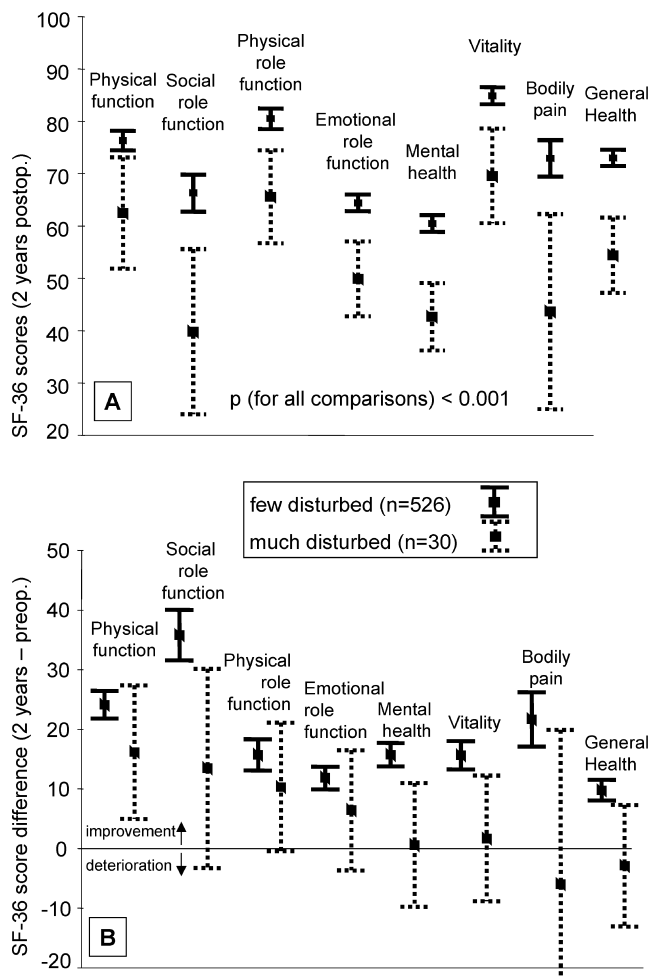 100
90
80
70
60
50
40
30
20
SF-36 scores (2 years postop.)
Physical
function
Social
role
function
Physical
role
function
Emotional
role
function
Mental
health
Vitality
Bodily
pain
General
Health
A
p (for all comparisons) < 0.001
few disturbed (n=526)
much disturbed (n=30)
50
40
30
20
10
0
-10
-20
SF-36 score difference (2 years – preop.)
Physical
function
Social
role
function
Physical
role
function
Emotional
role
function
Mental
health
Vitality
Bodily
pain
General
Health
improvement
deterioration
B